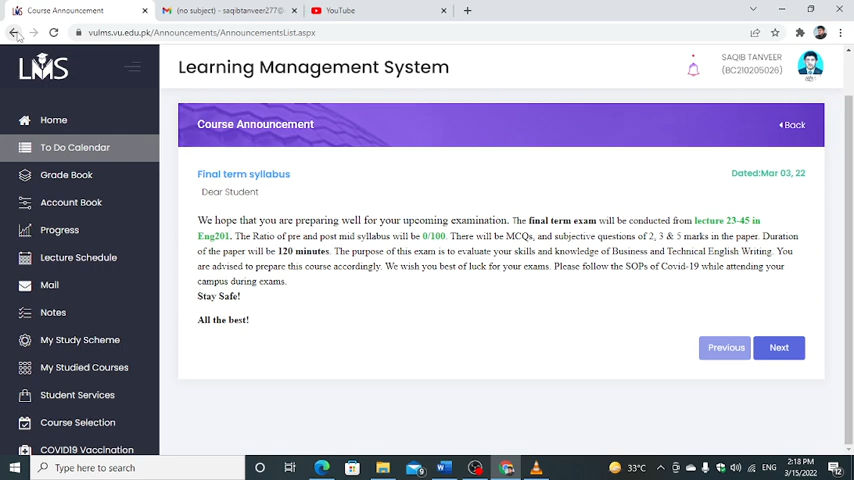 Course Announcement
(no subject) - saqibtanveer277@
YouTube
vulms.vu.edu.pk/Announcements/AnnouncementsList.aspx
LMS
Learning Management System
SAQIB TANVEER
(BC210205026)
Home
To Do Calendar
Grade Book
Account Book
Progress
Lecture Schedule
Mail
Notes
My Study Scheme
My Studied Courses
Student Services
Course Selection
COVID19 Vaccination
Course Announcement
Back
Final term syllabus
Dated:Mar 03, 22
Dear Student
We hope that you are preparing well for your upcoming examination. The final term exam will be conducted from lecture 23-45 in
Eng201. The Ratio of pre and post mid syllabus will be 0/100. There will be MCQs, and subjective questions of 2, 3 & 5 marks in the paper. Duration
of the paper will be 120 minutes. The purpose of this exam is to evaluate your skills and knowledge of Business and Technical English Writing. You
are advised to prepare this course accordingly. We wish you best of luck for your exams. Please follow the SOPs of Covid-19 while attending your
campus during exams.
Stay Safe!
All the best!
Previous
Next
Type here to search
9
33°C
ENG
2:18 PM
3/15/2022
12